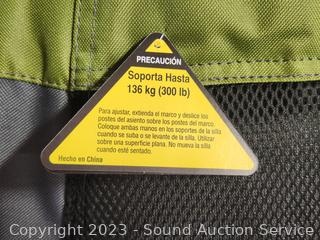 PRECAUCIÓN
Soporta Hasta
136 kg (300 lb)
Para ajustar, extienda el marco y deslice los
postes del asiento sobre los postes del marco.
Coloque ambas manos en los soportes de la silla
cuando se suba o se levante de la silla. Utilizar
sobre una superficie plana. No mueva la silla
cuando esté sentado.
Hecho en China
Copyright 2023 - Sound Auction Service